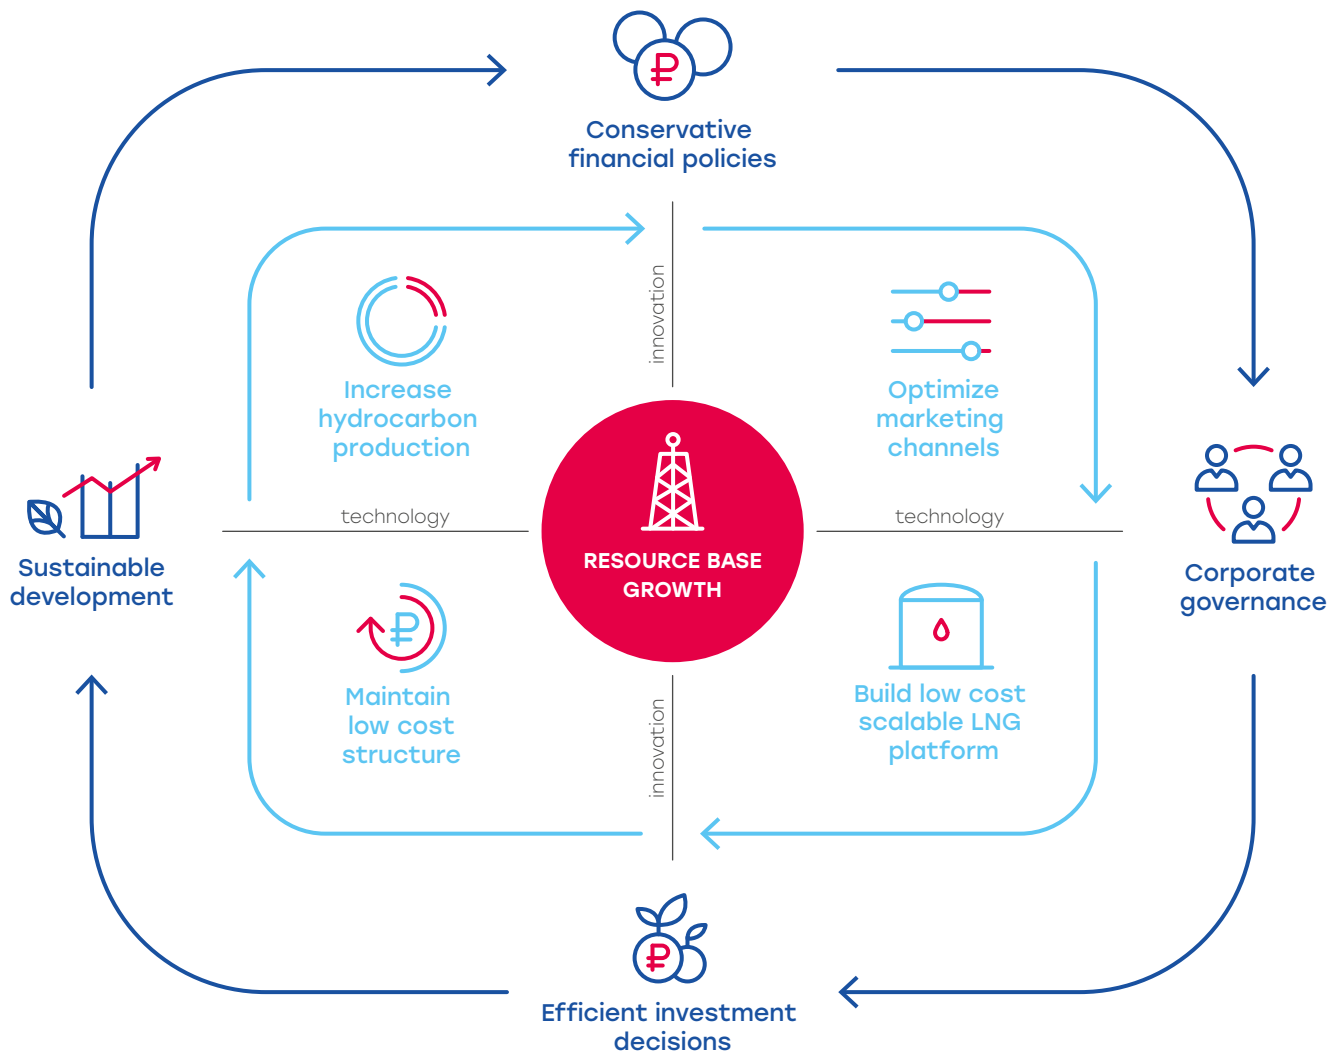 Conservative
financial policies
innovation
Increase
hydrocarbon
production
Optimize
marketing
channels
technology
technology
RESOURCE BASE
GROWTH
Sustainable
development
Corporate
governance
Maintain
low cost
structure
innovation
Build low cost
scalable LNG
platform
Efficient investment
decisions